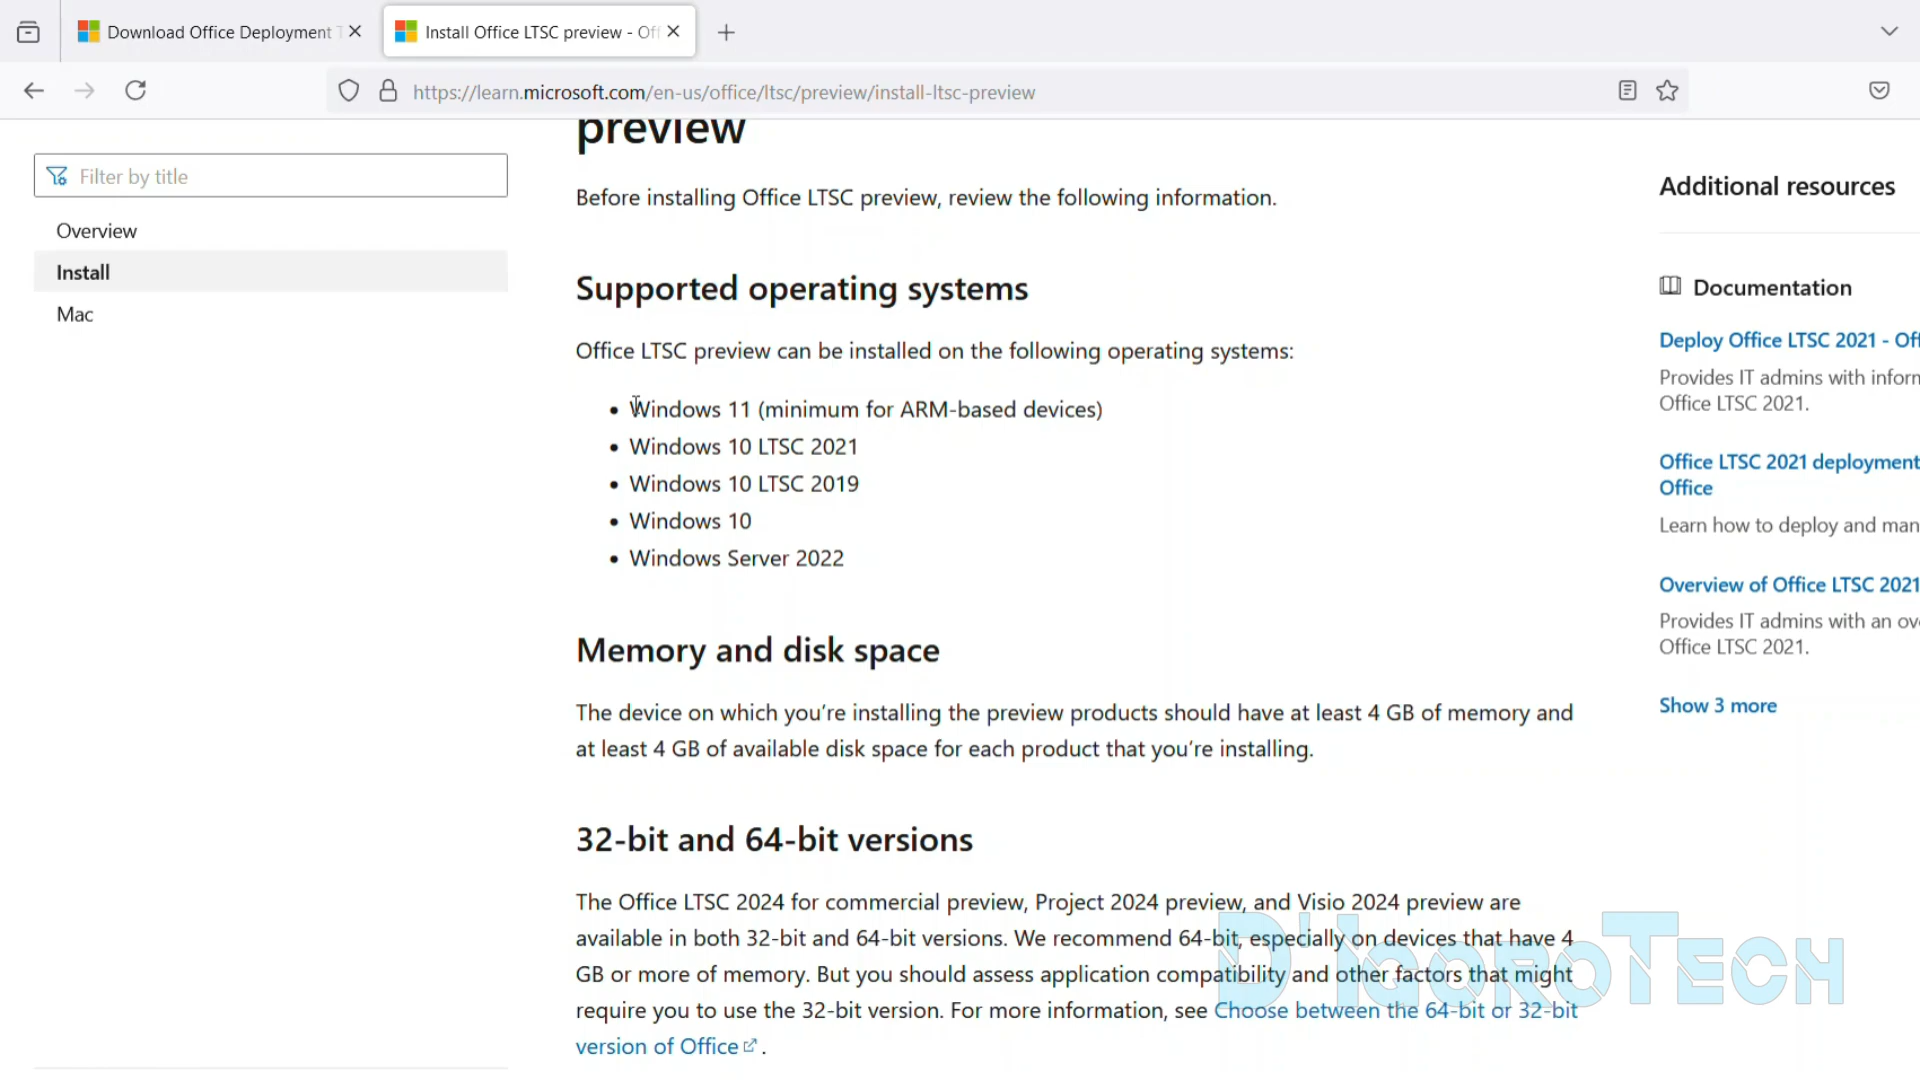 Download Office Deployment T
Install Office LTSC preview - Off
https://learn.microsoft.com/en-us/office/ltsc/preview/install-ltsc-preview
Filter by title
Overview
Install
Mac
preview
Before installing Office LTSC preview, review the following information.
Supported operating systems
Office LTSC preview can be installed on the following operating systems:
• Windows 11 (minimum for ARM-based devices)
• Windows 10 LTSC 2021
• Windows 10 LTSC 2019
• Windows 10
• Windows Server 2022
Memory and disk space
The device on which you’re installing the preview products should have at least 4 GB of memory and
at least 4 GB of available disk space for each product that you’re installing.
32-bit and 64-bit versions
The Office LTSC 2024 for commercial preview, Project 2024 preview, and Visio 2024 preview are
available in both 32-bit and 64-bit versions. We recommend 64-bit, especially on devices that have 4
GB or more of memory. But you should assess application compatibility and other factors that might
require you to use the 32-bit version. For more information, see Choose between the 64-bit or 32-bit
version of Office .
Additional resources
Documentation
Deploy Office LTSC 2021 - Off
Provides IT admins with inform
Office LTSC 2021.
Office LTSC 2021 deployment
Office
Learn how to deploy and man
Overview of Office LTSC 2021
Provides IT admins with an ove
Office LTSC 2021.
Show 3 more
D'IgoroTech